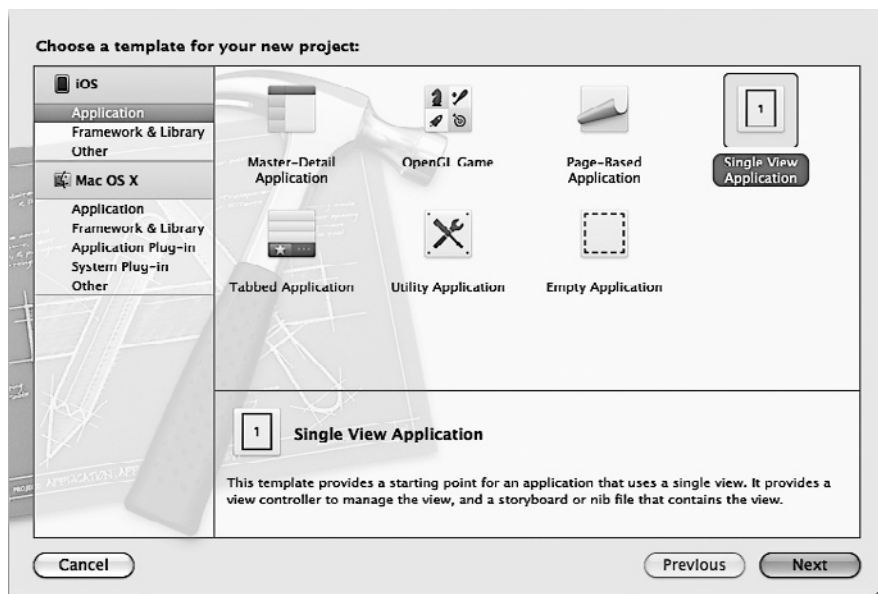 Choose a template for your new project:
iOS
Application
Framework & Library
Other
Mac OS X
Application
Framework & Library
Application Plug-in
System Plug-in
Other
Master-Detail
Application
OpenGL Game
Page-Based
Application
1
Single View
Application
Tabbed Application
Utility Application
Empty Application
1
Single View Application
This template provides a starting point for an application that uses a single view. It provides a
view controller to manage the view, and a storyboard or nib file that contains the view.
Cancel
Previous
Next